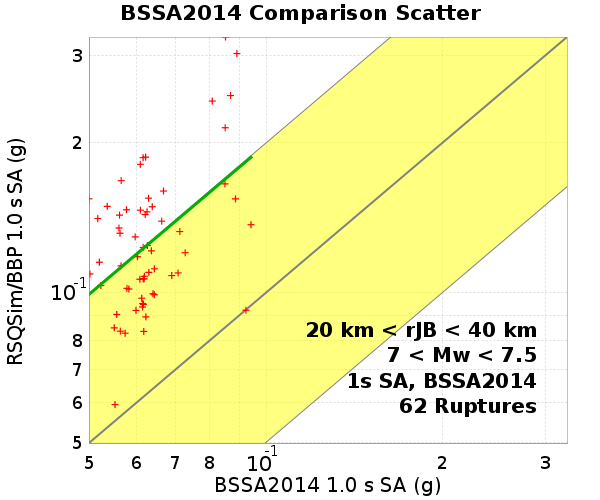 BSSA2014 Comparison Scatter
RSQSim/BBP 1.0 s SA (g)
3
2
10-1
8
7
6
5
20 km < rJB < 40 km
7 < Mw < 7.5
1s SA, BSSA2014
62 Ruptures
5 6 7 8 10-1 2 3
BSSA2014 1.0 s SA (g)